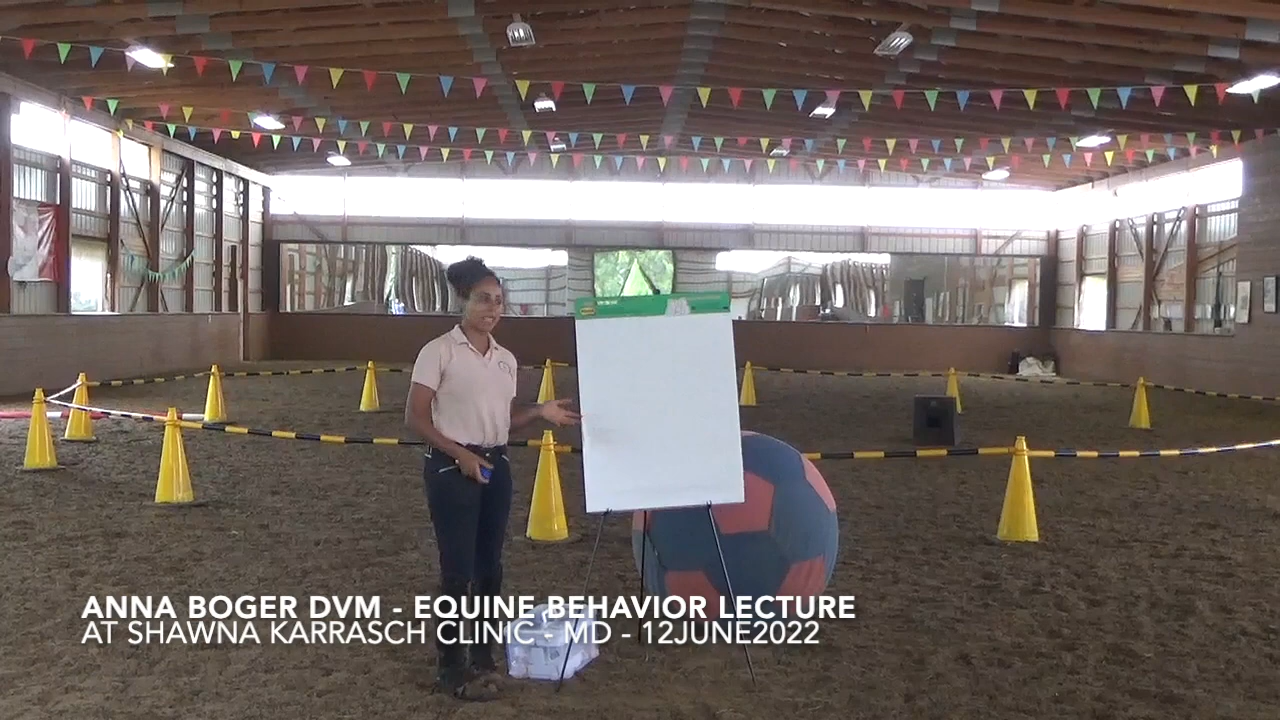 ANNA BOGER DVM - EQUINE BEHAVIOR LECTURE
AT SHAWNA KARRASCH CLINIC - MD - 12JUNE2022